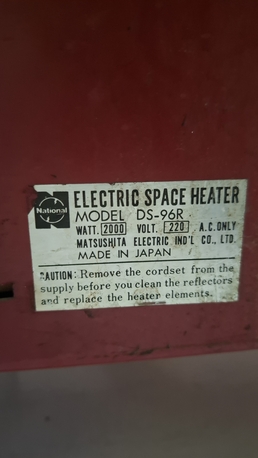 National
ELECTRIC SPACE HEATER
MODEL DS-96R
WATT. 2000 VOLT. 220 A.C. ONLY
MATSUSHITA ELECTRIC IND'L CO., LTD.
MADE IN JAPAN
CAUTION: Remove the cordset from the
supply before you clean the reflectors
and replace the heater elements.